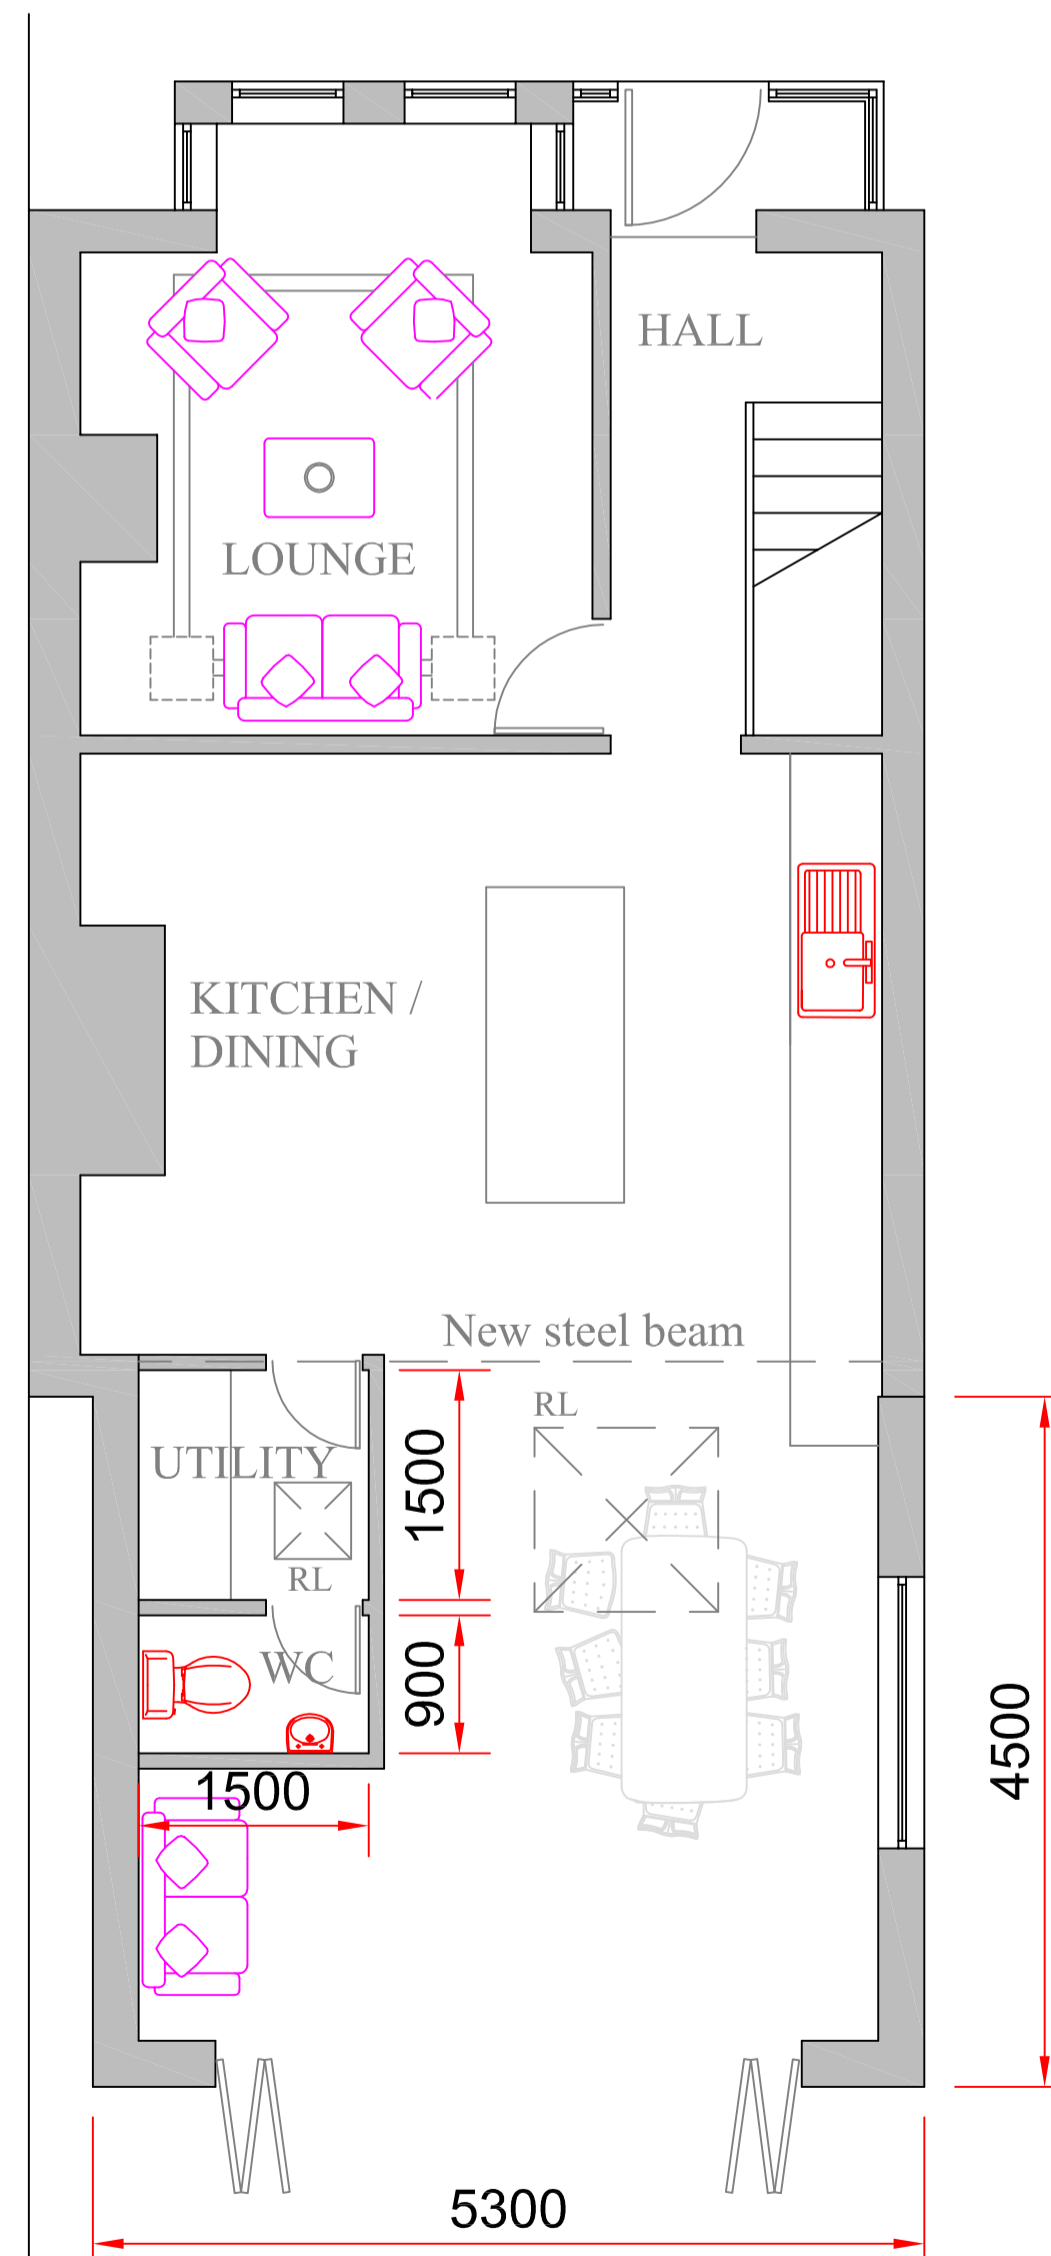 HALL
LOUNGE
KITCHEN /
DINING
New steel beam
RL
UTILITY
1500
RL
WC
900
1500
4500
5300